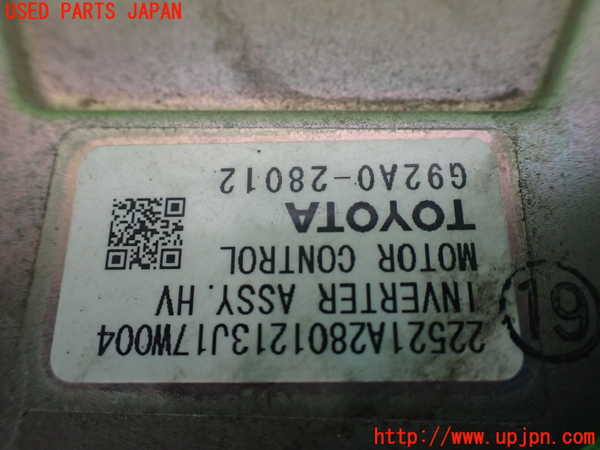 USED PARTS JAPAN
22521A2801213J17W004
INVERTER ASSY. HV
MOTOR CONTROL
TOYOTA
G92A0-28012
19
http://www.upjpn.com/